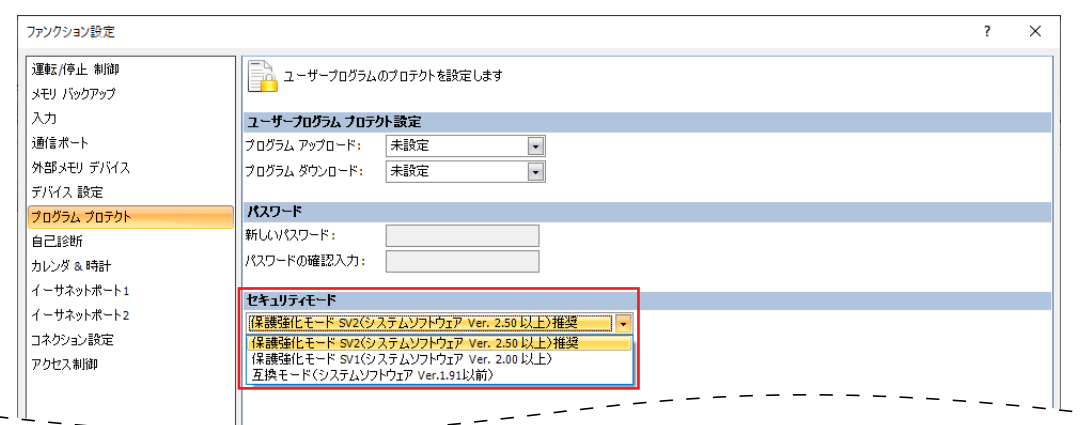 ファンクション設定
? ×
運転/停止 制御
メモリ バックアップ
入力
通信ポート
外部メモリ デバイス
デバイス 設定
プログラム プロテクト
自己診断
カレンダ & 時計
イーサネットポート1
イーサネットポート2
コネクション設定
アクセス制御
ユーザープログラムのプロテクトを設定します
ユーザープログラム プロテクト設定
プログラム アップロード: 未設定
プログラム ダウンロード: 未設定
パスワード
新しいパスワード:
パスワードの確認入力:
セキュリティモード
保護強化モード SV2(システムソフトウェア Ver. 2.50 以上)推奨
保護強化モード SV2(システムソフトウェア Ver. 2.50 以上)推奨
保護強化モード SV1(システムソフトウェア Ver. 2.00 以上)
互換モード(システムソフトウェア Ver.1.91以前)